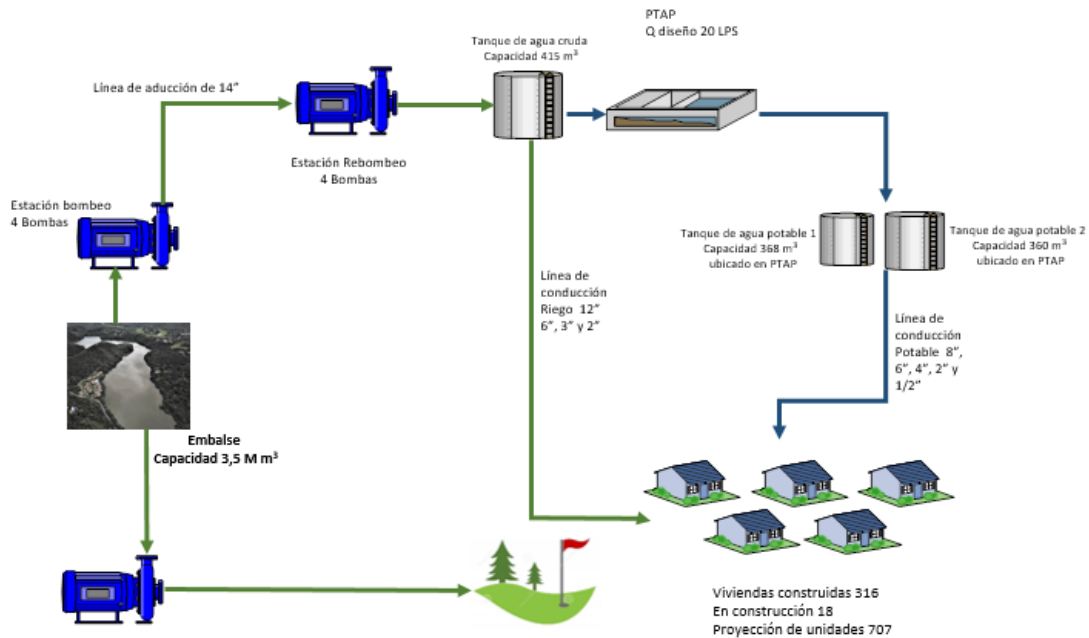 PTAP
Q diseño 20 LPS
Tanque de agua cruda
Capacidad 415 m³
Línea de aducción de 14”
Estación Rebombeo
4 Bombas
Estación bombeo
4 Bombas
Tanque de agua potable 1
Capacidad 368 m³
ubicado en PTAP
Tanque de agua potable 2
Capacidad 360 m³
ubicado en PTAP
Línea de
conducción
Riego 12”
6”, 3” y 2”
Línea de
conducción
Potable 8”,
6”, 4”, 2” y
1/2”
Embalse
Capacidad 3,5 M m³
Viviendas construidas 316
En construcción 18
Proyección de unidades 707